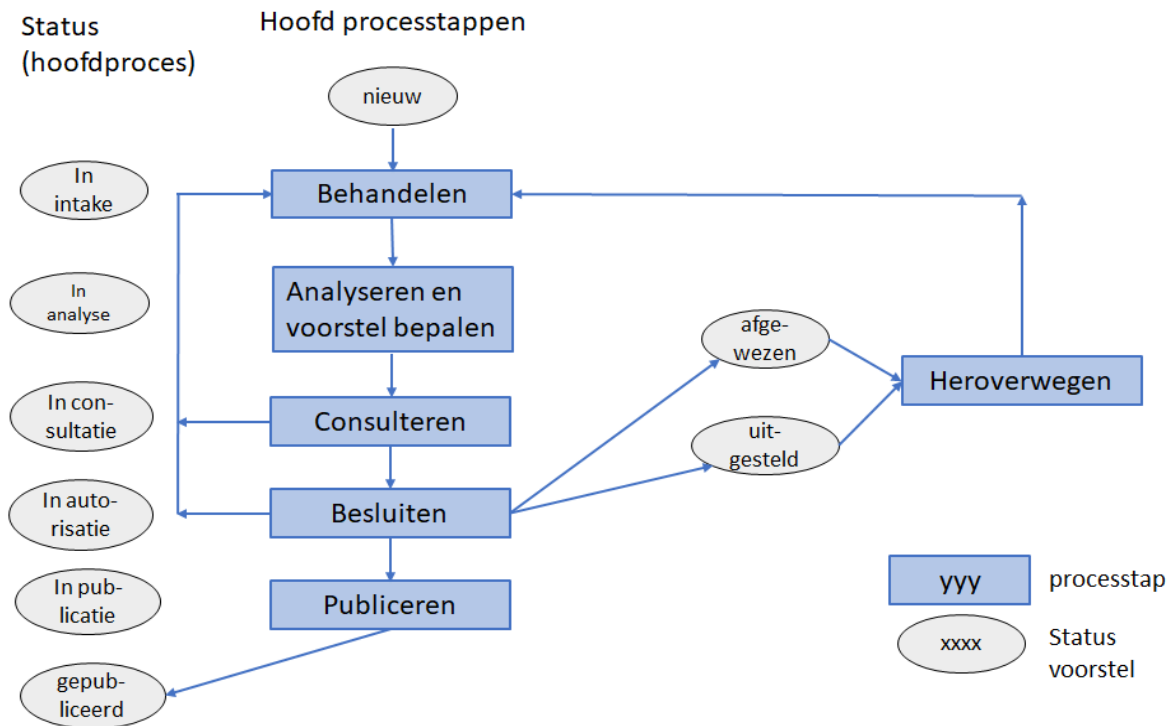 Status
(hoofdproces)
Hoofd processtappen
nieuw
In
intake
Behandelen
In
analyse
Analyseren en
voorstel bepalen
afge-
wezen
Heroverwegen
In con-
sultatie
Consulteren
uit-
gesteld
In auto-
risatie
Besluiten
In pub-
licatie
Publiceren
yyy
processtap
xxxx
Status
voorstel
gepub-
liceerd